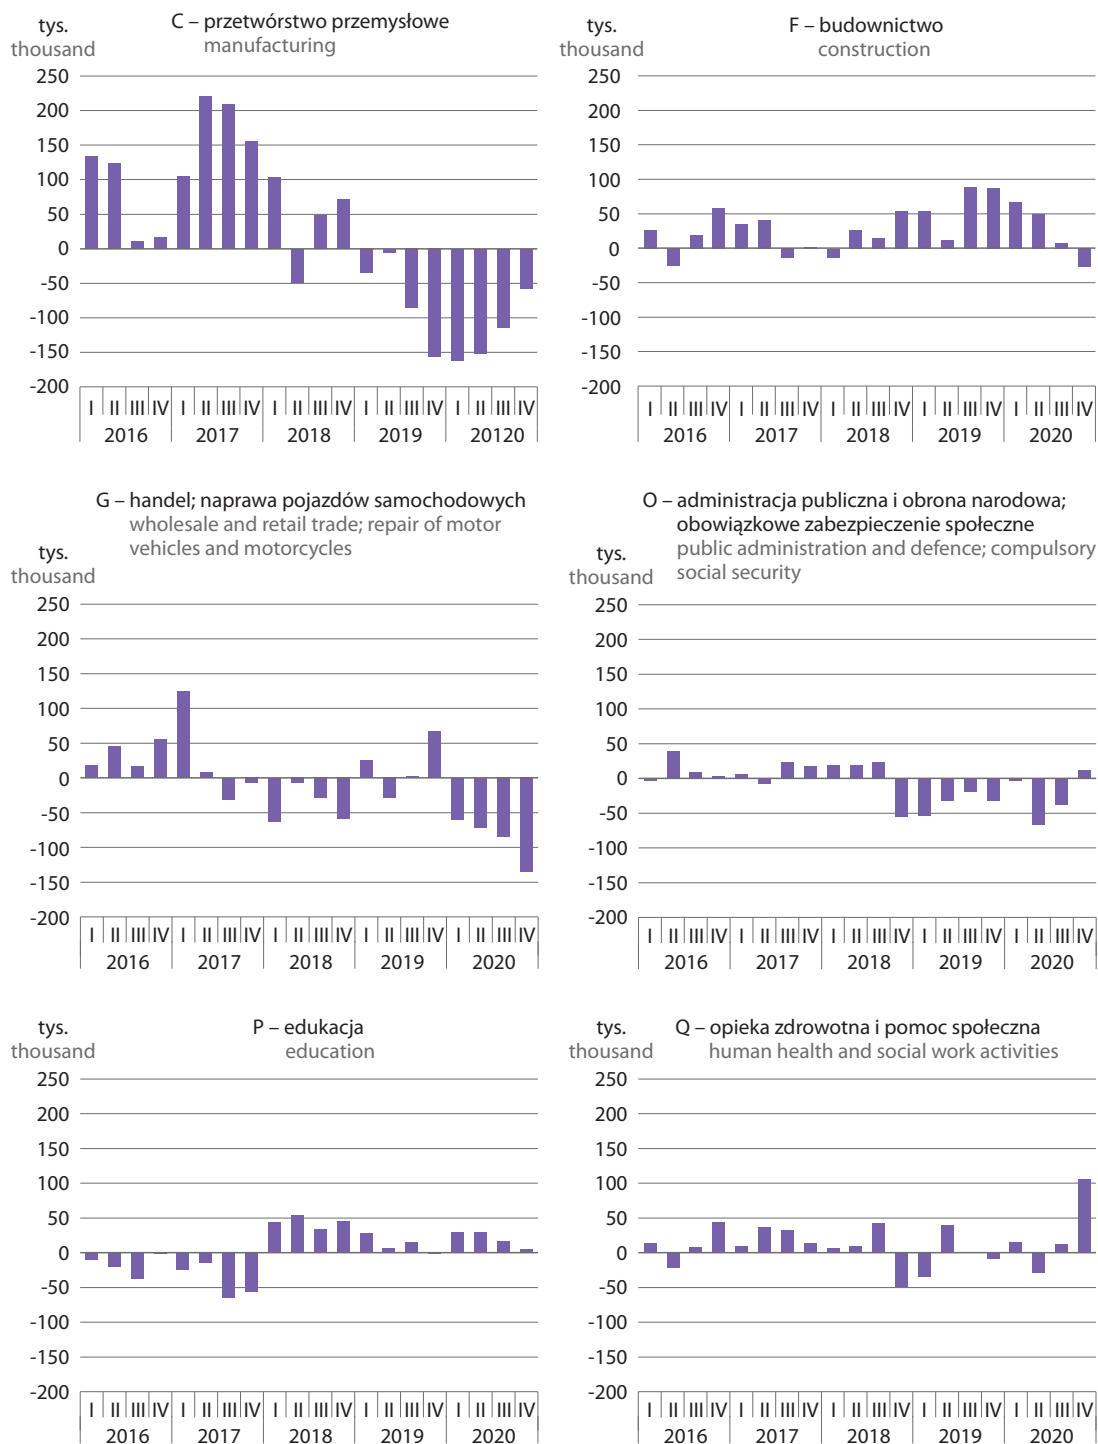 C – przetwórstwo przemysłowe
manufacturing
tys.
thousand
250
200
150
100
50
0
-50
-100
-150
-200
I II III IV I II III IV I II III IV I II III IV I II III IV
2016 2017 2018 2019 20120
F – budownictwo
construction
tys.
thousand
250
200
150
100
50
0
-50
-100
-150
-200
I II III IV I II III IV I II III IV I II III IV I II III IV
2016 2017 2018 2019 2020
G – handel; naprawa pojazdów samochodowych
wholesale and retail trade; repair of motor
vehicles and motorcycles
tys.
thousand
250
200
150
100
50
0
-50
-100
-150
-200
I II III IV I II III IV I II III IV I II III IV I II III IV
2016 2017 2018 2019 2020
O – administracja publiczna i obrona narodowa;
obowiązkowe zabezpieczenie społeczne
public administration and defence; compulsory
social security
tys.
thousand
250
200
150
100
50
0
-50
-100
-150
-200
I II III IV I II III IV I II III IV I II III IV I II III IV
2016 2017 2018 2019 2020
P – edukacja
education
tys.
thousand
250
200
150
100
50
0
-50
-100
-150
-200
I II III IV I II III IV I II III IV I II III IV I II III IV
2016 2017 2018 2019 2020
Q – opieka zdrowotna i pomoc społeczna
human health and social work activities
tys.
thousand
250
200
150
100
50
0
-50
-100
-150
-200
I II III IV I II III IV I II III IV I II III IV I II III IV
2016 2017 2018 2019 2020